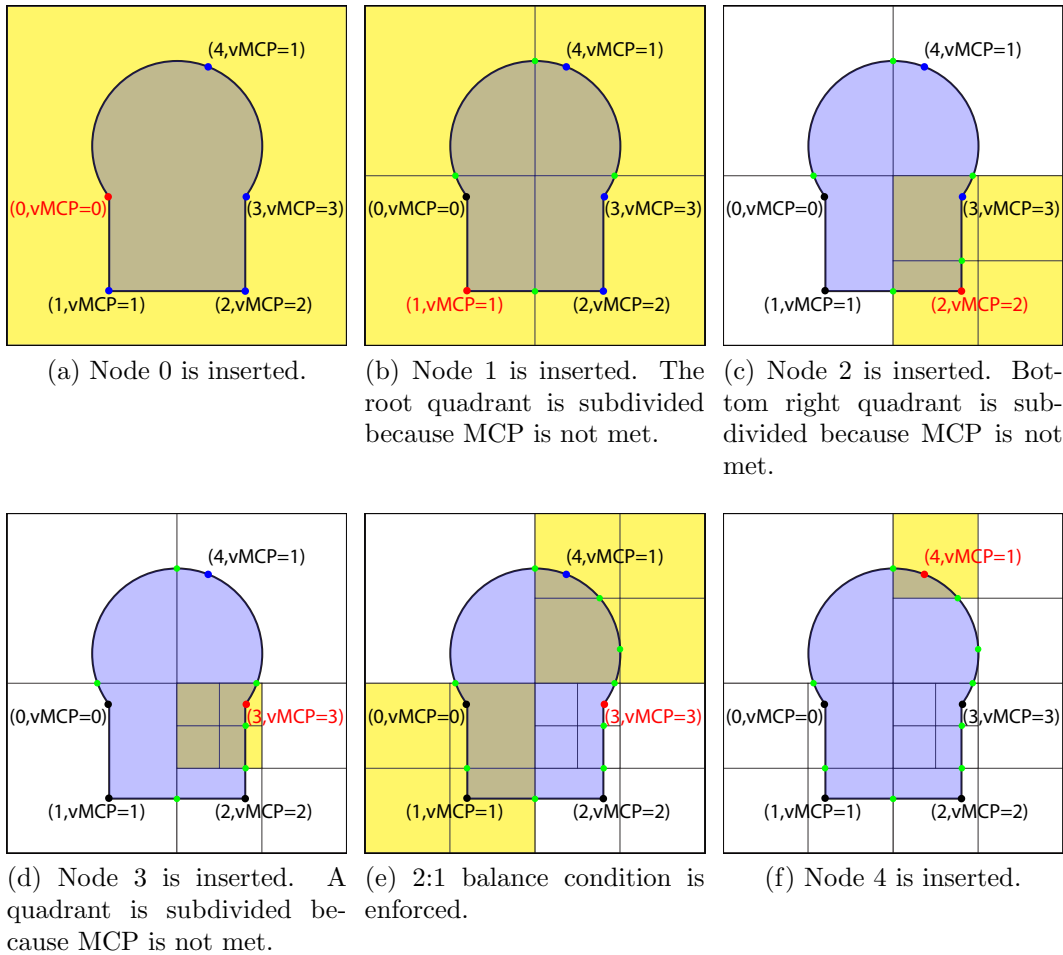 (4,vMCP=1)
(0,vMCP=0)
(3,vMCP=3)
(1,vMCP=1)
(2,vMCP=2)
(a) Node 0 is inserted.
(4,vMCP=1)
(0,vMCP=0)
(3,vMCP=3)
(1,vMCP=1)
(2,vMCP=2)
(b) Node 1 is inserted. The
root quadrant is subdivided
because MCP is not met.
(4,vMCP=1)
(0,vMCP=0)
(3,vMCP=3)
(1,vMCP=1)
(2,vMCP=2)
(c) Node 2 is inserted. Bot-
tom right quadrant is sub-
divided because MCP is not
met.
(4,vMCP=1)
(0,vMCP=0)
(3,vMCP=3)
(1,vMCP=1)
(2,vMCP=2)
(d) Node 3 is inserted. A
quadrant is subdivided be-
cause MCP is not met.
(4,vMCP=1)
(0,vMCP=0)
(3,vMCP=3)
(1,vMCP=1)
(2,vMCP=2)
(e) 2:1 balance condition is
enforced.
(4,vMCP=1)
(0,vMCP=0)
(3,vMCP=3)
(1,vMCP=1)
(2,vMCP=2)
(f) Node 4 is inserted.